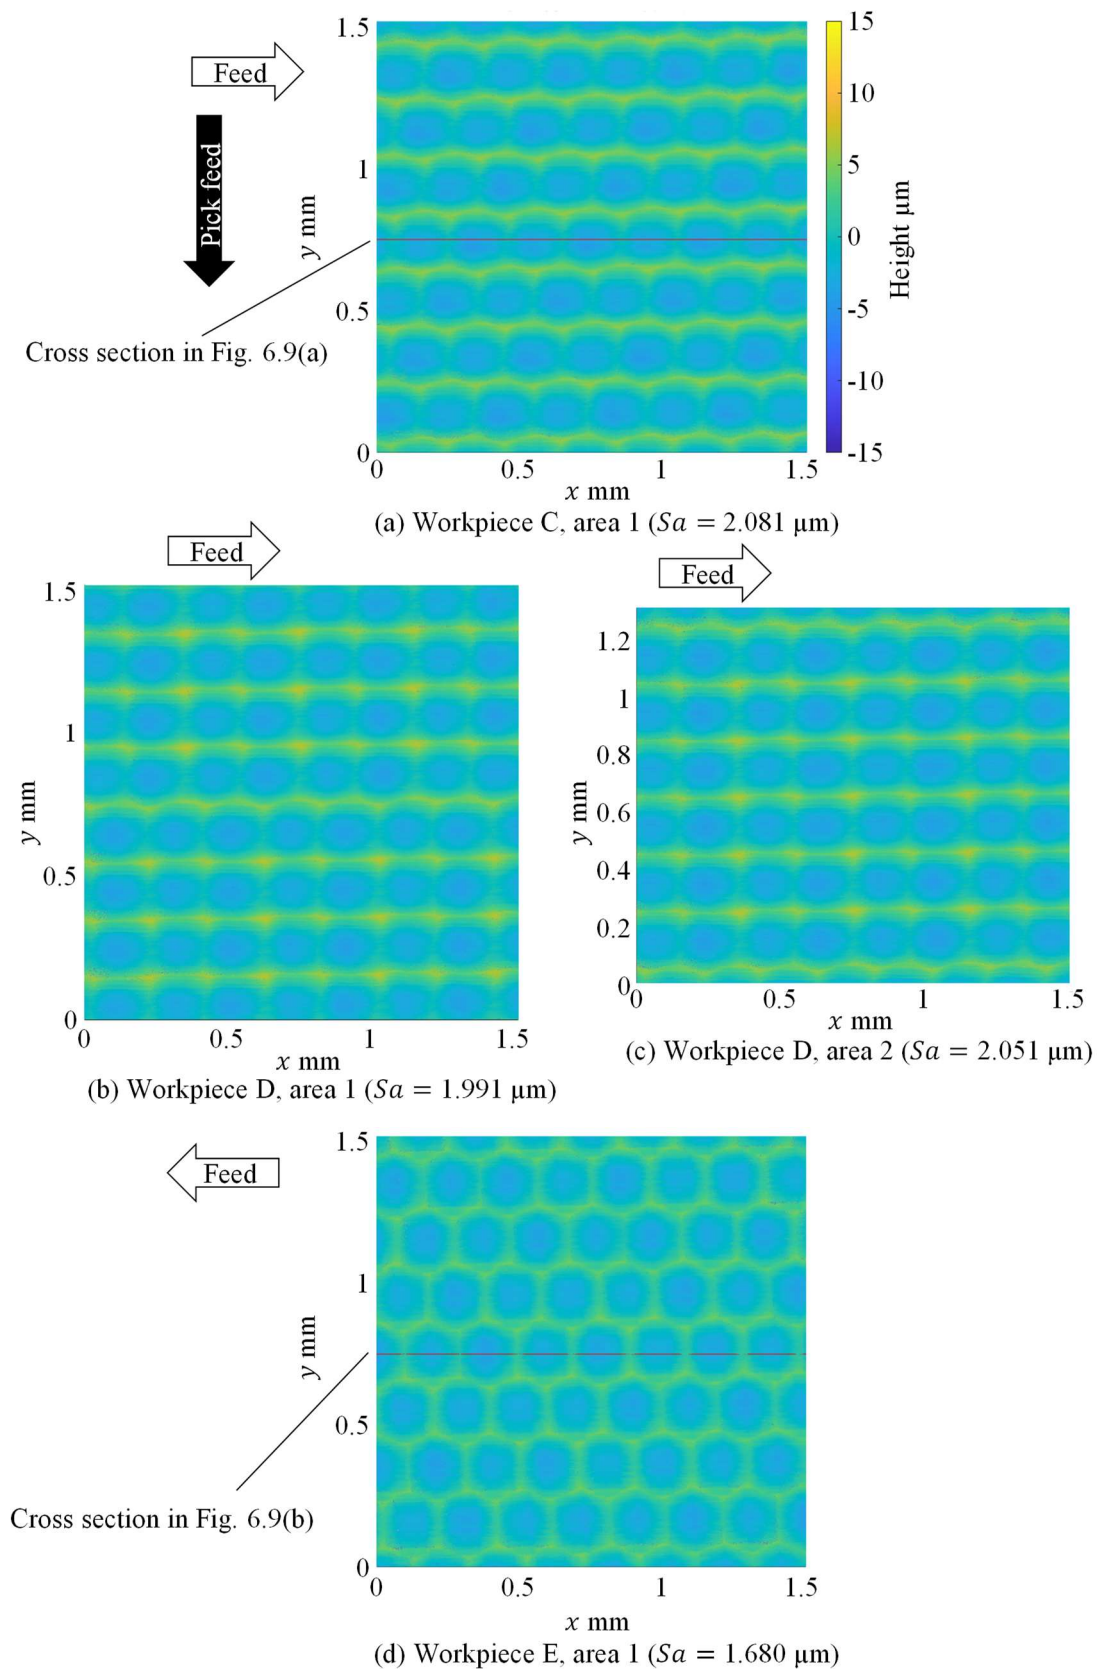 1.5
15
Feed
10
Pick feed
1
5
y mm
0
Height µm
0.5
-5
Cross section in Fig. 6.9(a)
-10
0
-15
0 0.5 1 1.5
x mm
(a) Workpiece C, area 1 (Sa = 2.081 µm)
Feed
Feed
1.5
1
y mm
0.5
0
0 0.5 1 1.5
x mm
(b) Workpiece D, area 1 (Sa = 1.991 µm)
1.2
1
0.8
y mm
0.6
0.4
0.2
0
0 0.5 1 1.5
x mm
(c) Workpiece D, area 2 (Sa = 2.051 µm)
1.5
Feed
1
y mm
0.5
Cross section in Fig. 6.9(b)
0
0 0.5 1 1.5
x mm
(d) Workpiece E, area 1 (Sa = 1.680 µm)